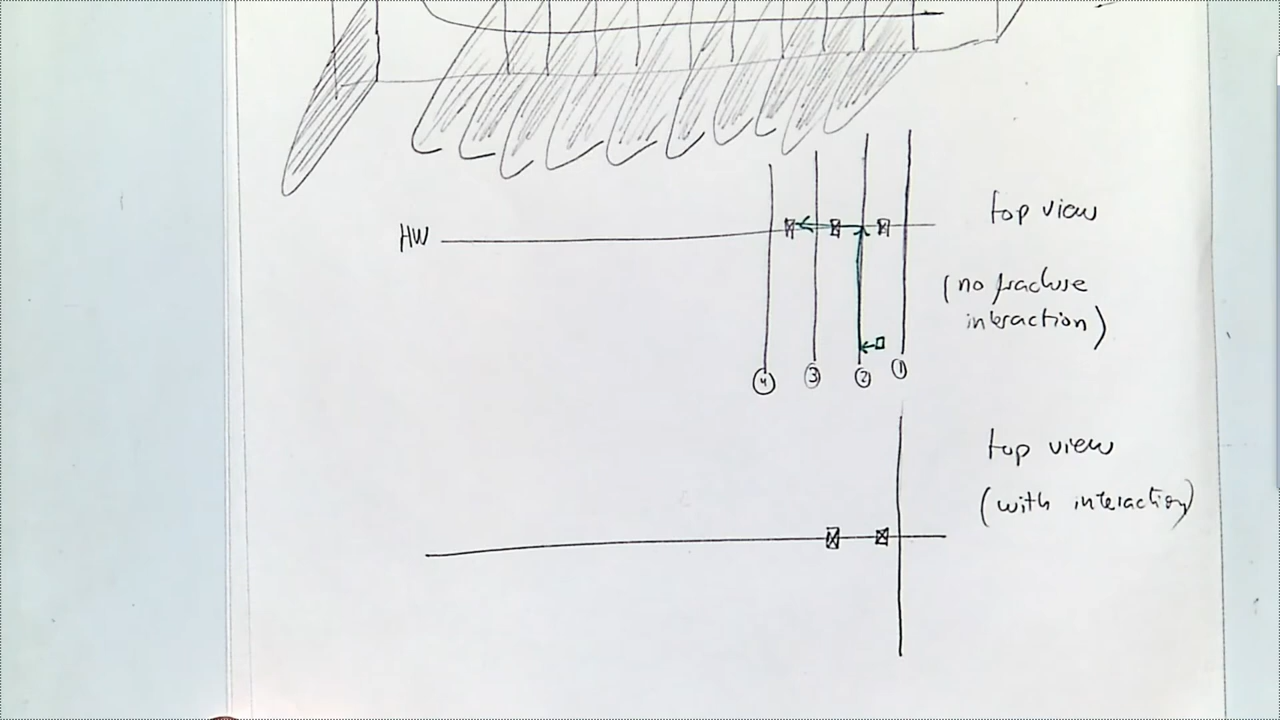 top view
HW
(no fracture
interaction)
4 3 2 1
top view
(with interaction)